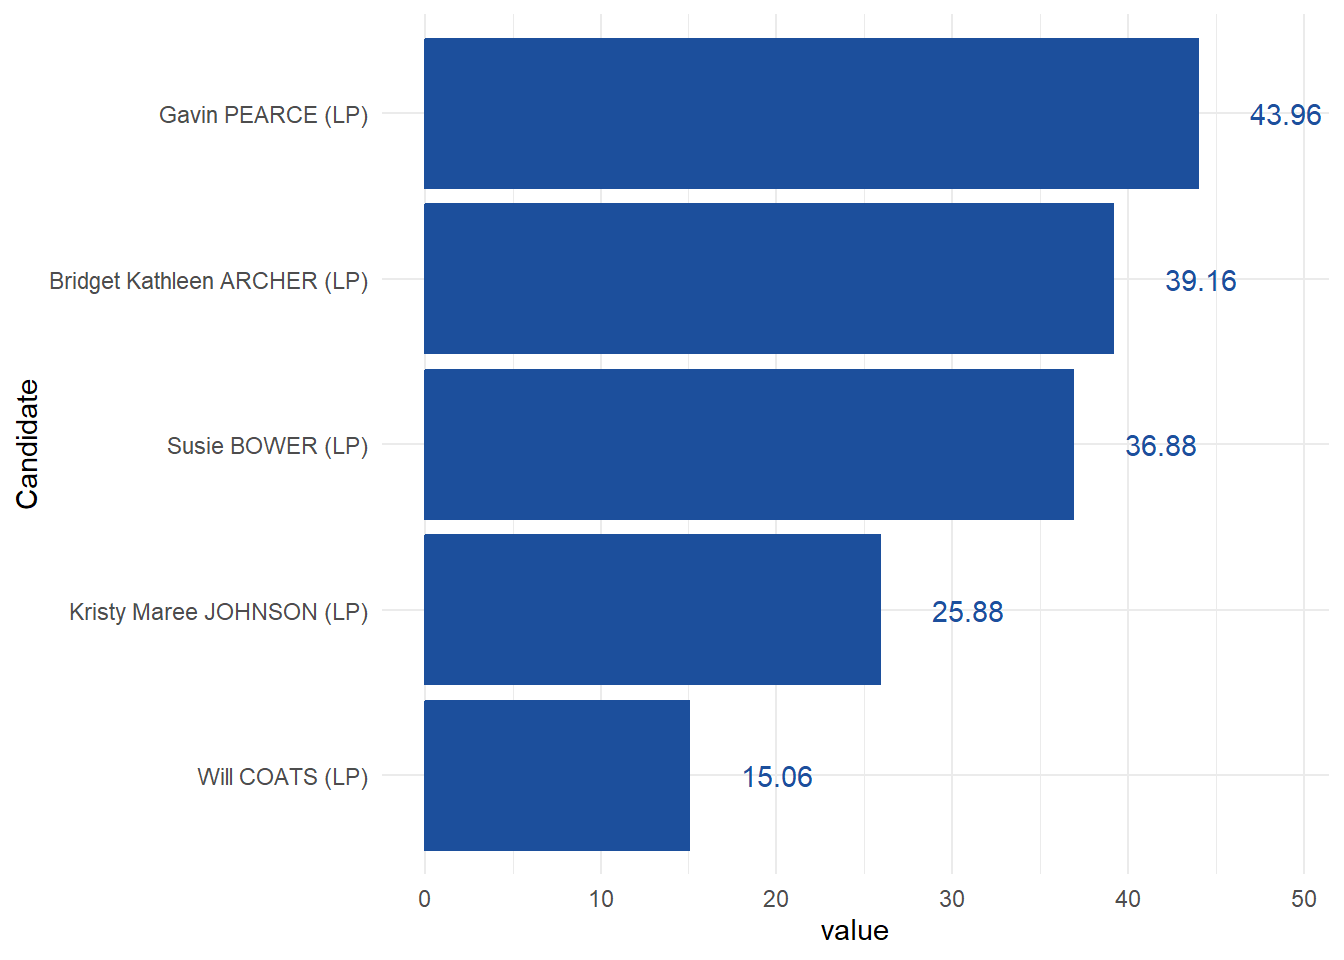 Gavin PEARCE (LP)
43.96
Bridget Kathleen ARCHER (LP)
39.16
Susie BOWER (LP)
36.88
Kristy Maree JOHNSON (LP)
25.88
Will COATS (LP)
15.06
Candidate
0 10 20 30 40 50
value